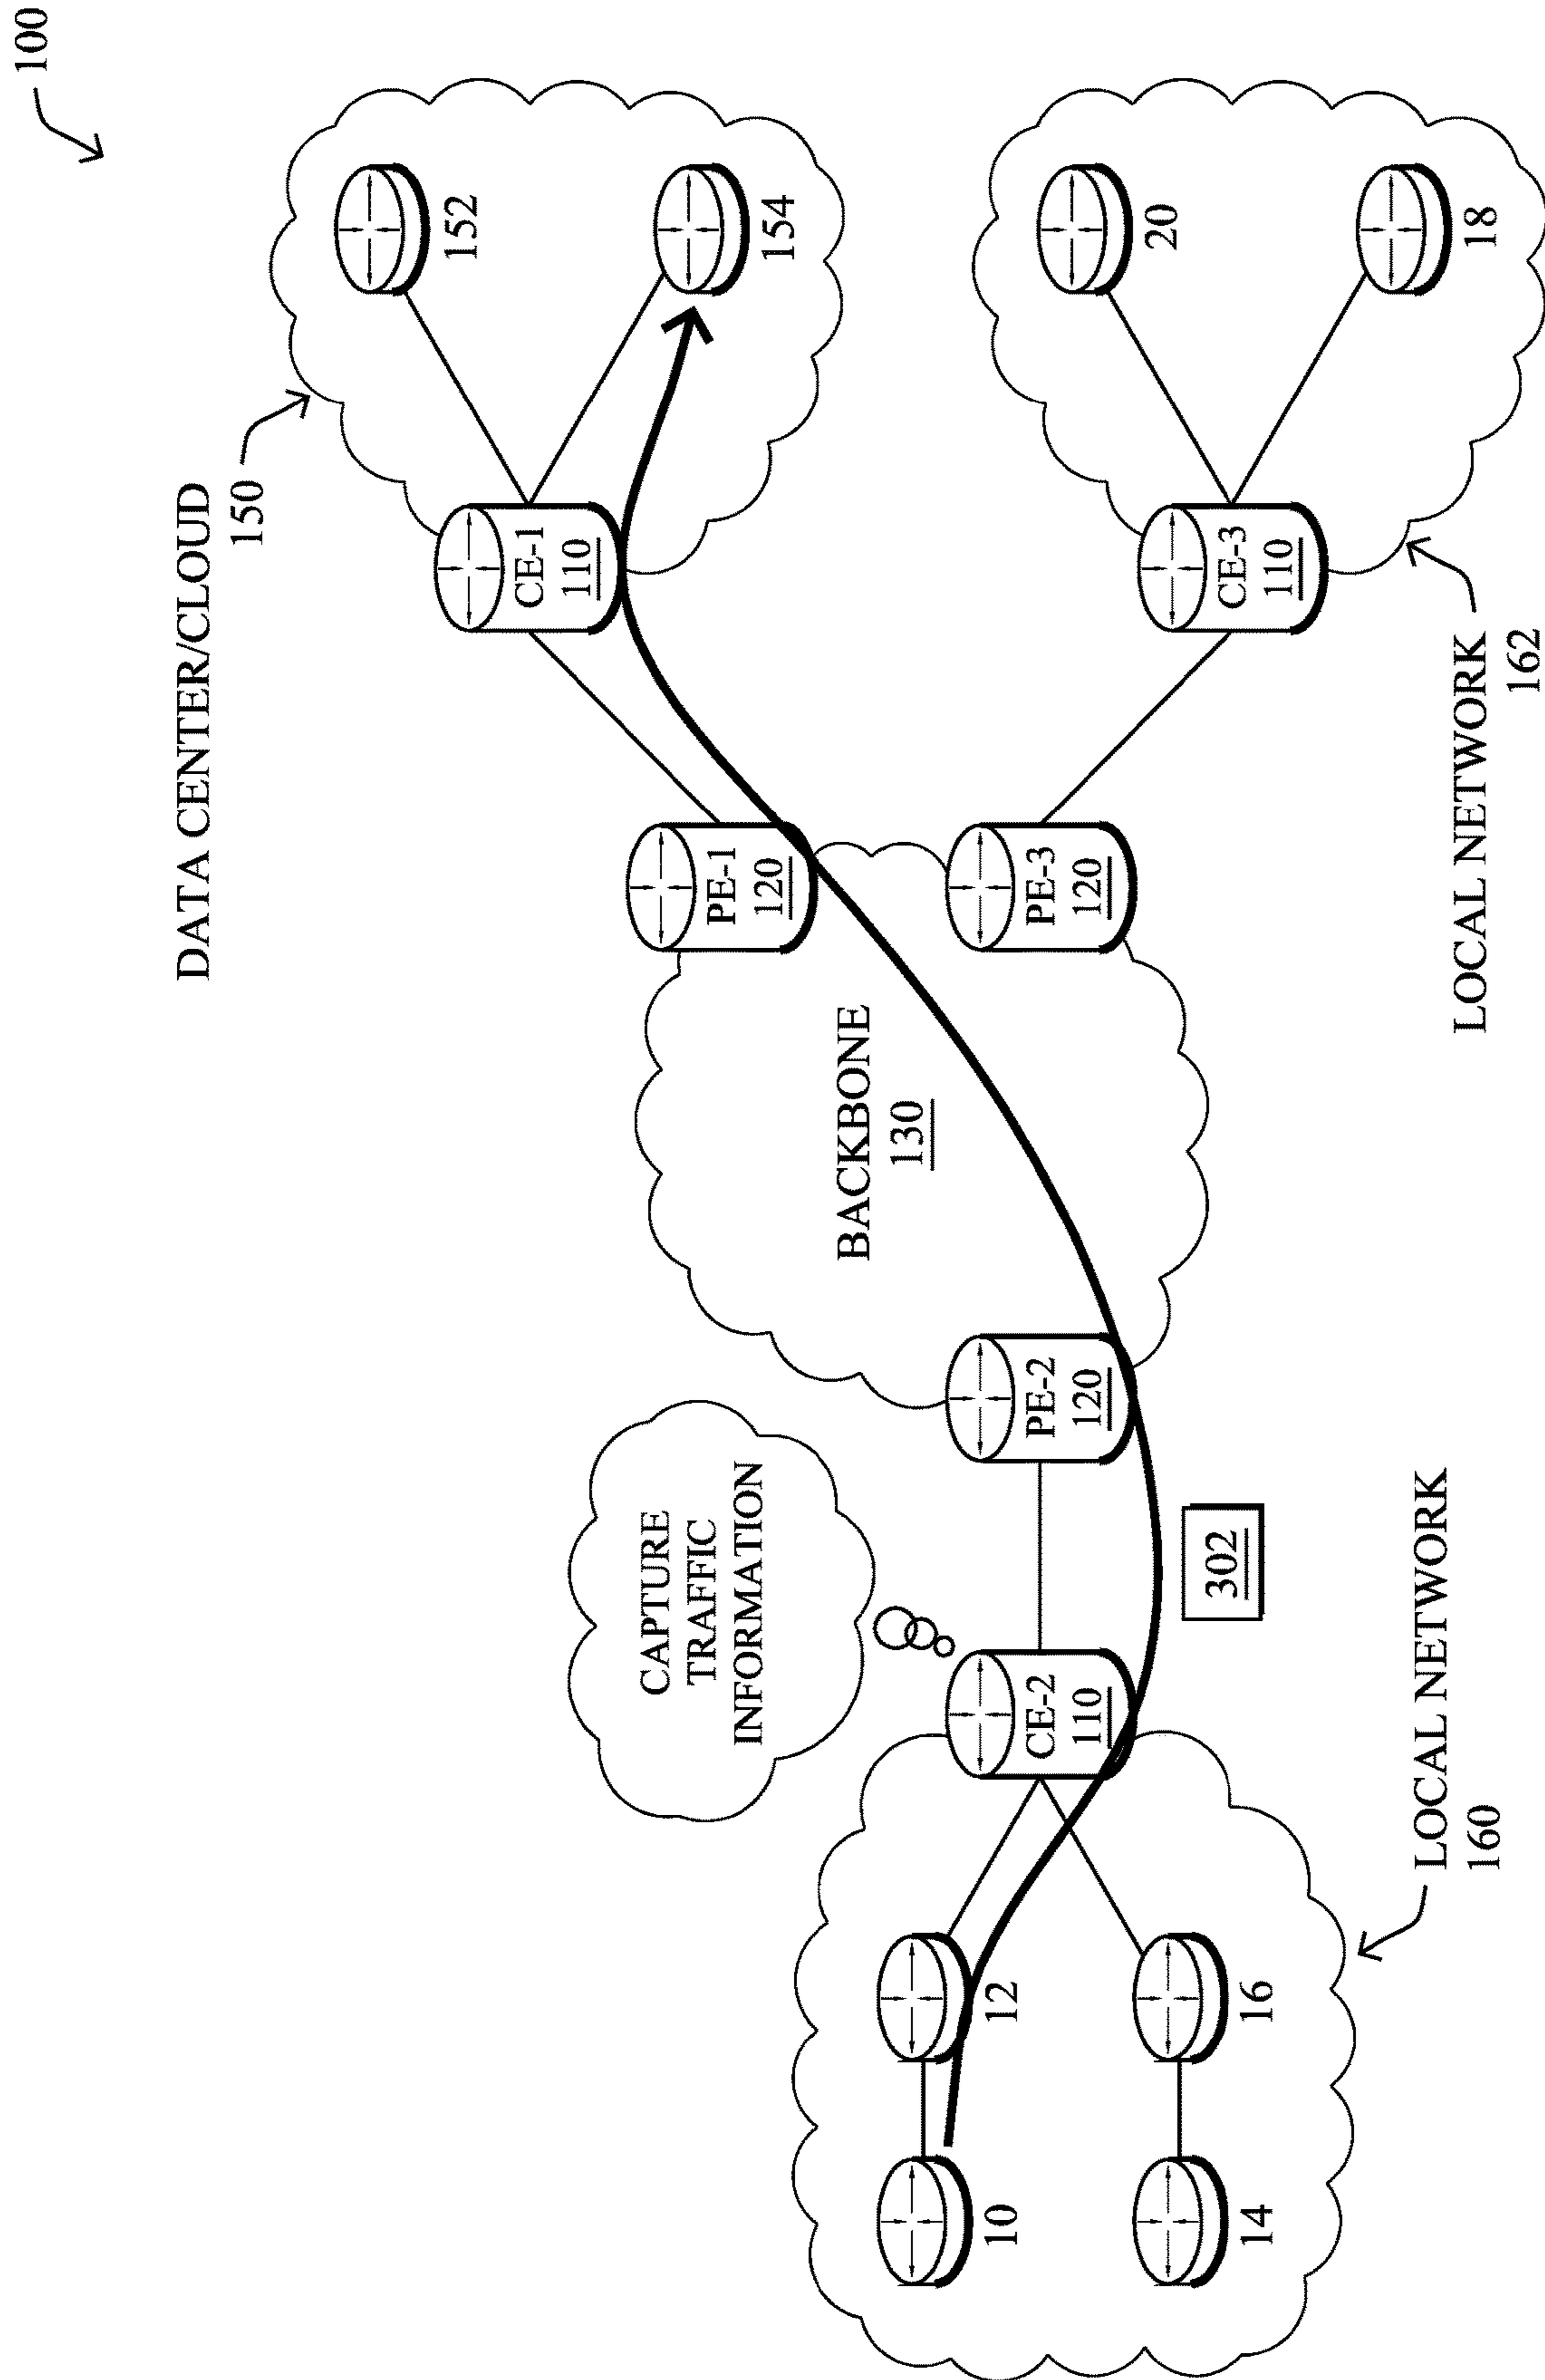 100
DATA CENTER/CLOUD
150
CE-1
110
152
154
PE-1
120
BACKBONE
130
PE-3
120
CE-3
110
20
18
LOCAL NETWORK
162
CAPTURE
TRAFFIC
INFORMATION
PE-2
120
CE-2
110
302
10
12
14
16
LOCAL NETWORK
160